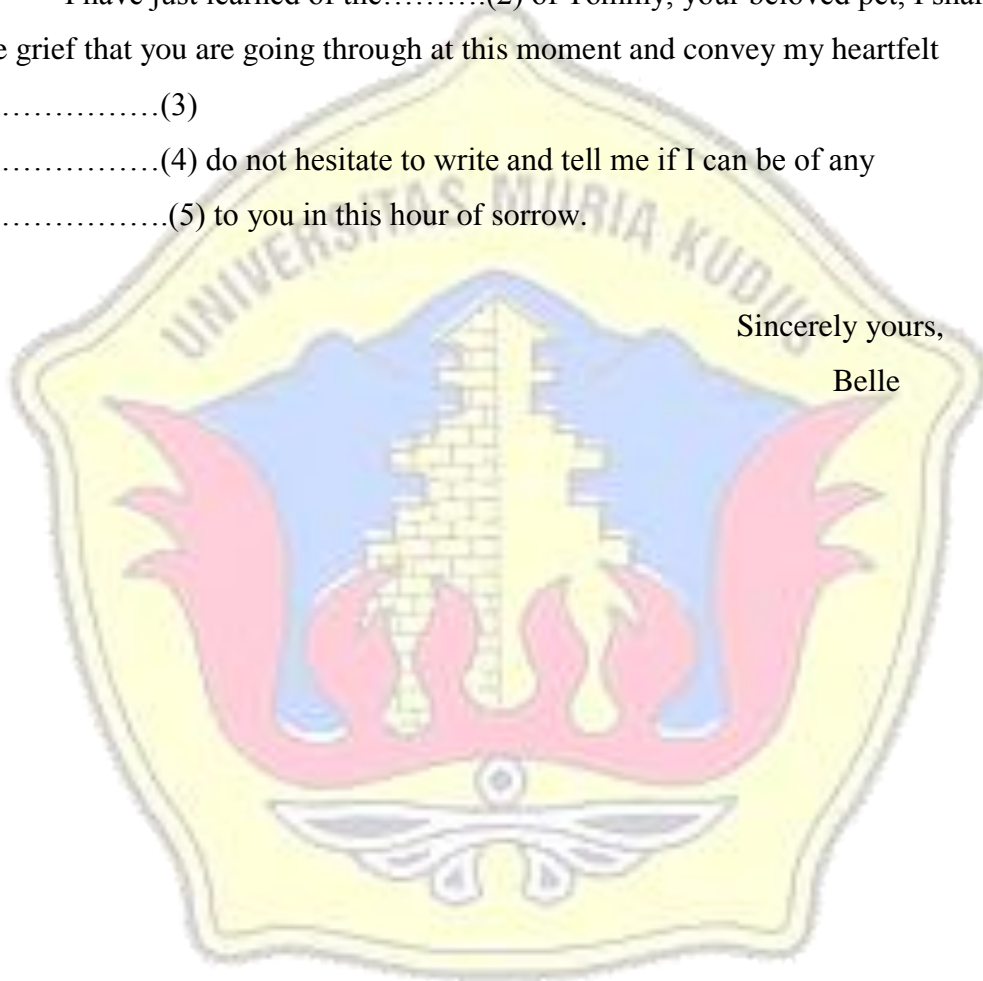 I have just learned of the……….(2) of Tommy, your beloved pet, I shar
e grief that you are going through at this moment and convey my heartfelt
……………(3)
……………(4) do not hesitate to write and tell me if I can be of any
…………….(5) to you in this hour of sorrow.
UNIVERSITAS MURIA KUDUS
Sincerely yours,
Belle